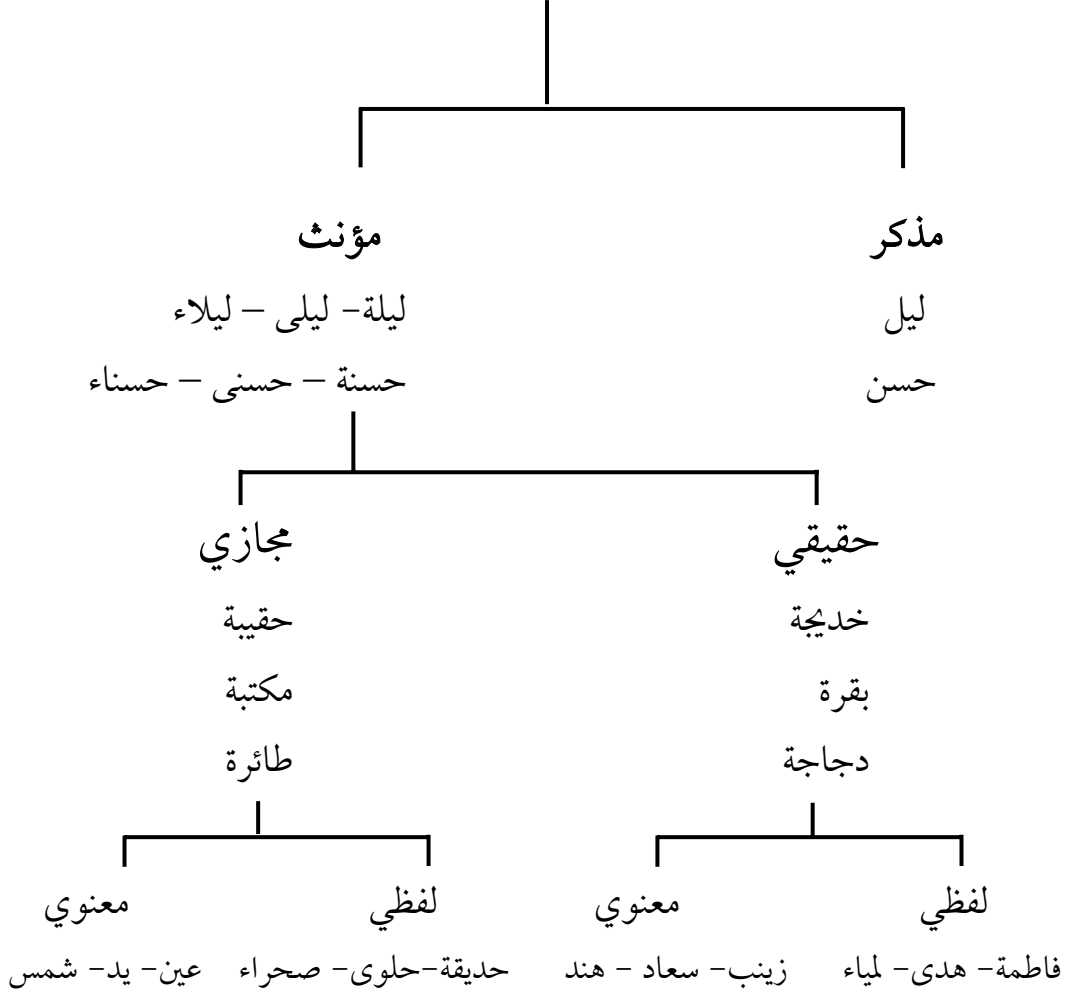 مذكر
مؤنث
ليل
ليلة- ليلى – ليلاء
حسن
حسنة – حسنى – حسناء
حقيقي
مجازي
خديجة
حقيبة
بقرة
مكتبة
دجاجة
طائرة
لفظي
معنوي
لفظي
معنوي
فاطمة- هدى- لمياء
زينب- سعاد - هند
حديقة-حلوى- صحراء
عين- يد- شمس